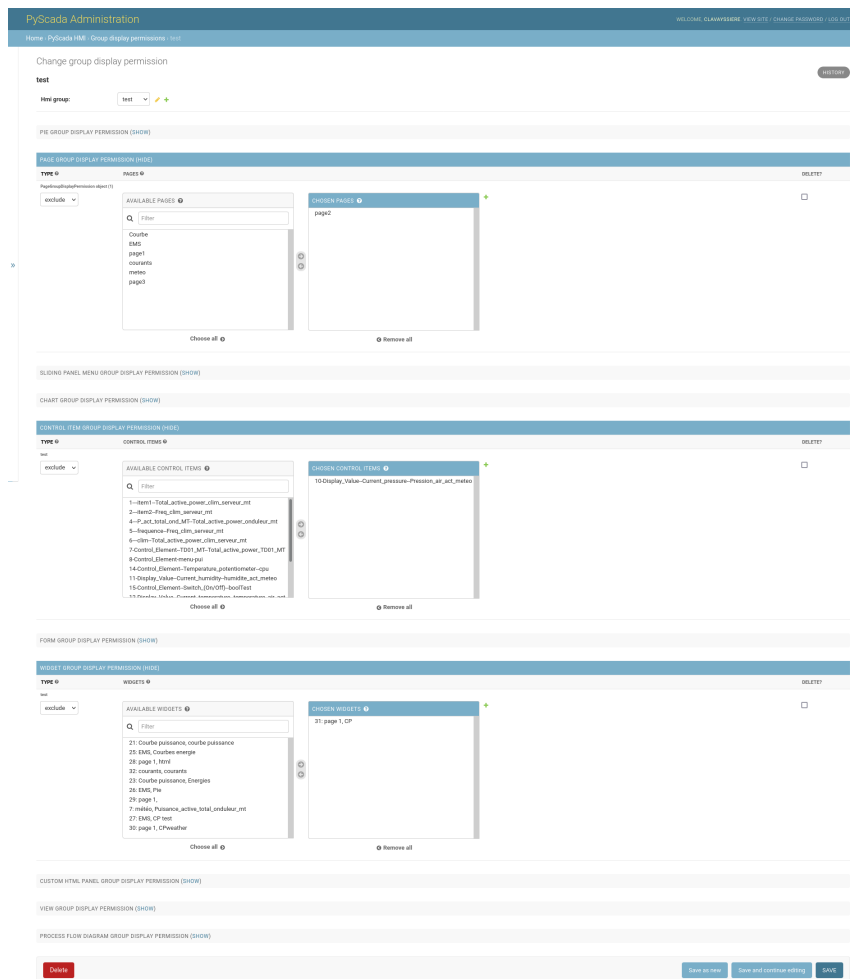 PyScada Administration
WELCOME, CLAVAYSSIERE. VIEW SITE / CHANGE PASSWORD / LOG OUT
Home › PyScada HMI › Group display permissions › test
Change group display permission
test
HISTORY
Hmi group:
test
PIE GROUP DISPLAY PERMISSION (SHOW)
PAGE GROUP DISPLAY PERMISSION (HIDE)
TYPE PAGES DELETE?
PageGroupDisplayPermission object (1)
exclude
AVAILABLE PAGES
Filter
Courbe
EMS
page1
courants
meteo
page3
Choose all
CHOSEN PAGES
page2
Remove all
SLIDING PANEL MENU GROUP DISPLAY PERMISSION (SHOW)
CHART GROUP DISPLAY PERMISSION (SHOW)
CONTROL ITEM GROUP DISPLAY PERMISSION (HIDE)
TYPE CONTROL ITEMS DELETE?
test
exclude
AVAILABLE CONTROL ITEMS
Filter
1---item1--Total_active_power_clim_serveur_mt
2---item2--Freq_clim_serveur_mt
4--P_act_total_ond_MT-Total_active_power_onduleur_mt
5---frequence--Freq_clim_serveur_mt
6---clim--Total_active_power_clim_serveur_mt
7-Control_Element--TD01_MT--Total_active_power_TD01_MT
8-Control_Element-menu-pui
14-Control_Element--Temperature_potentiometer--cpu
11-Display_Value--Current_humidity--humidite_act_meteo
15-Control_Element--Switch_(On/Off)--boolTest
Choose all
CHOSEN CONTROL ITEMS
10-Display_Value--Current_pressure--Pression_air_act_meteo
Remove all
FORM GROUP DISPLAY PERMISSION (SHOW)
WIDGET GROUP DISPLAY PERMISSION (HIDE)
TYPE WIDGETS DELETE?
test
exclude
AVAILABLE WIDGETS
Filter
21: Courbe puissance, courbe puissance
25: EMS, Courbes energie
28: page 1, html
32: courants, courants
23: Courbe puissance, Energies
26: EMS, Pie
29: page 1,
7: météo, Puisance_active_total_onduleur_mt
27: EMS, CP test
30: page 1, CPweather
Choose all
CHOSEN WIDGETS
31: page 1, CP
Remove all
CUSTOM HTML PANEL GROUP DISPLAY PERMISSION (SHOW)
VIEW GROUP DISPLAY PERMISSION (SHOW)
PROCESS FLOW DIAGRAM GROUP DISPLAY PERMISSION (SHOW)
Delete
Save as new
Save and continue editing
SAVE